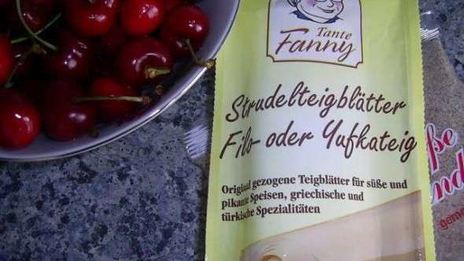 Tante
Fanny
Strudelteigblätter
Filo- oder Yufkateig
Original gezogene Teigblätter für süße und
pikante Speisen, griechische und
türkische Spezialitäten